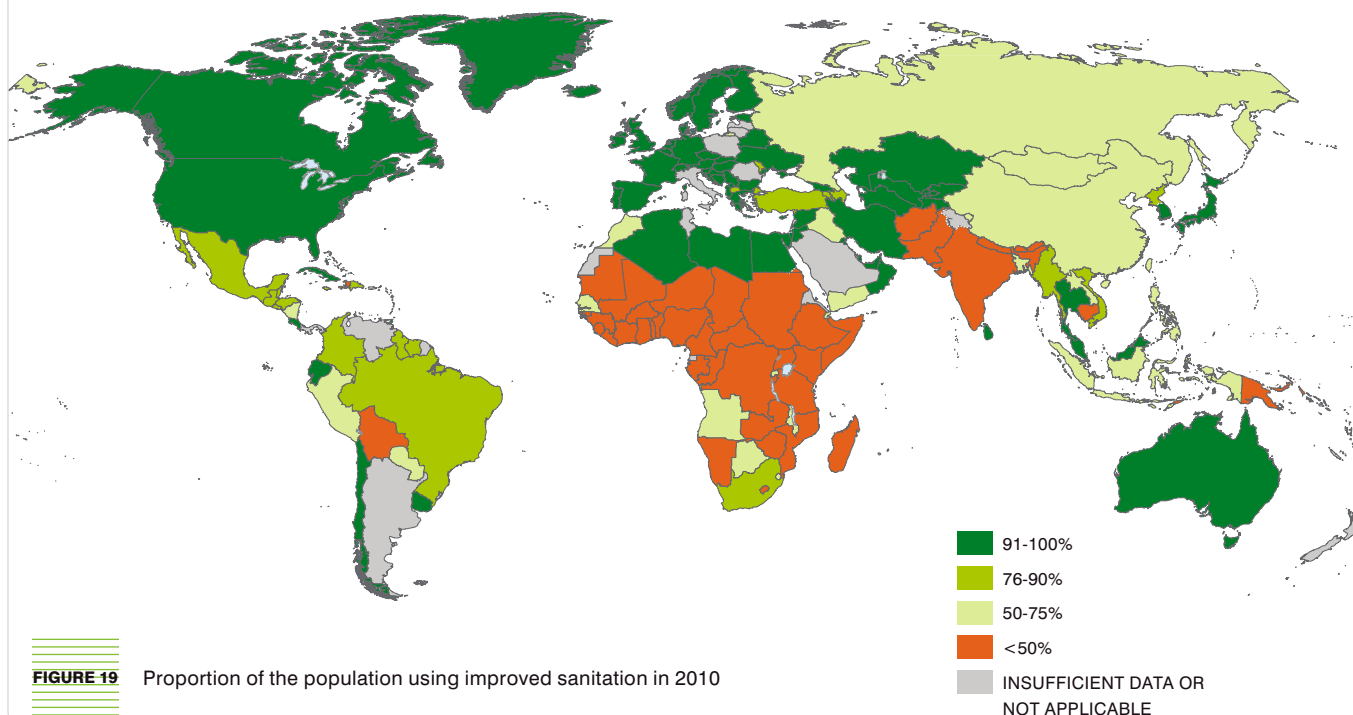 91-100%
76-90%
50-75%
<50%
INSUFFICIENT DATA OR
NOT APPLICABLE
FIGURE 19 Proportion of the population using improved sanitation in 2010